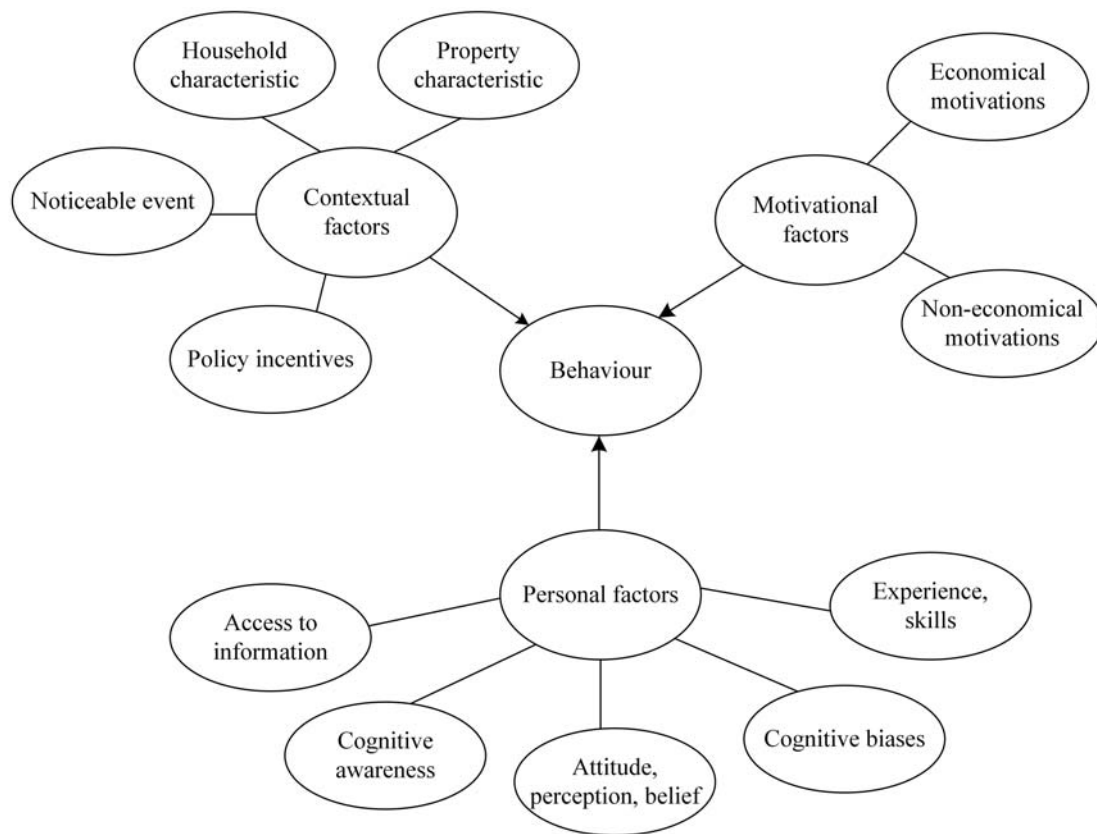 Household
characteristic
Property
characteristic
Economical
motivations
Noticeable event
Contextual
factors
Motivational
factors
Non-economical
motivations
Policy incentives
Behaviour
Personal factors
Experience,
skills
Access to
information
Cognitive
awareness
Attitude,
perception, belief
Cognitive biases